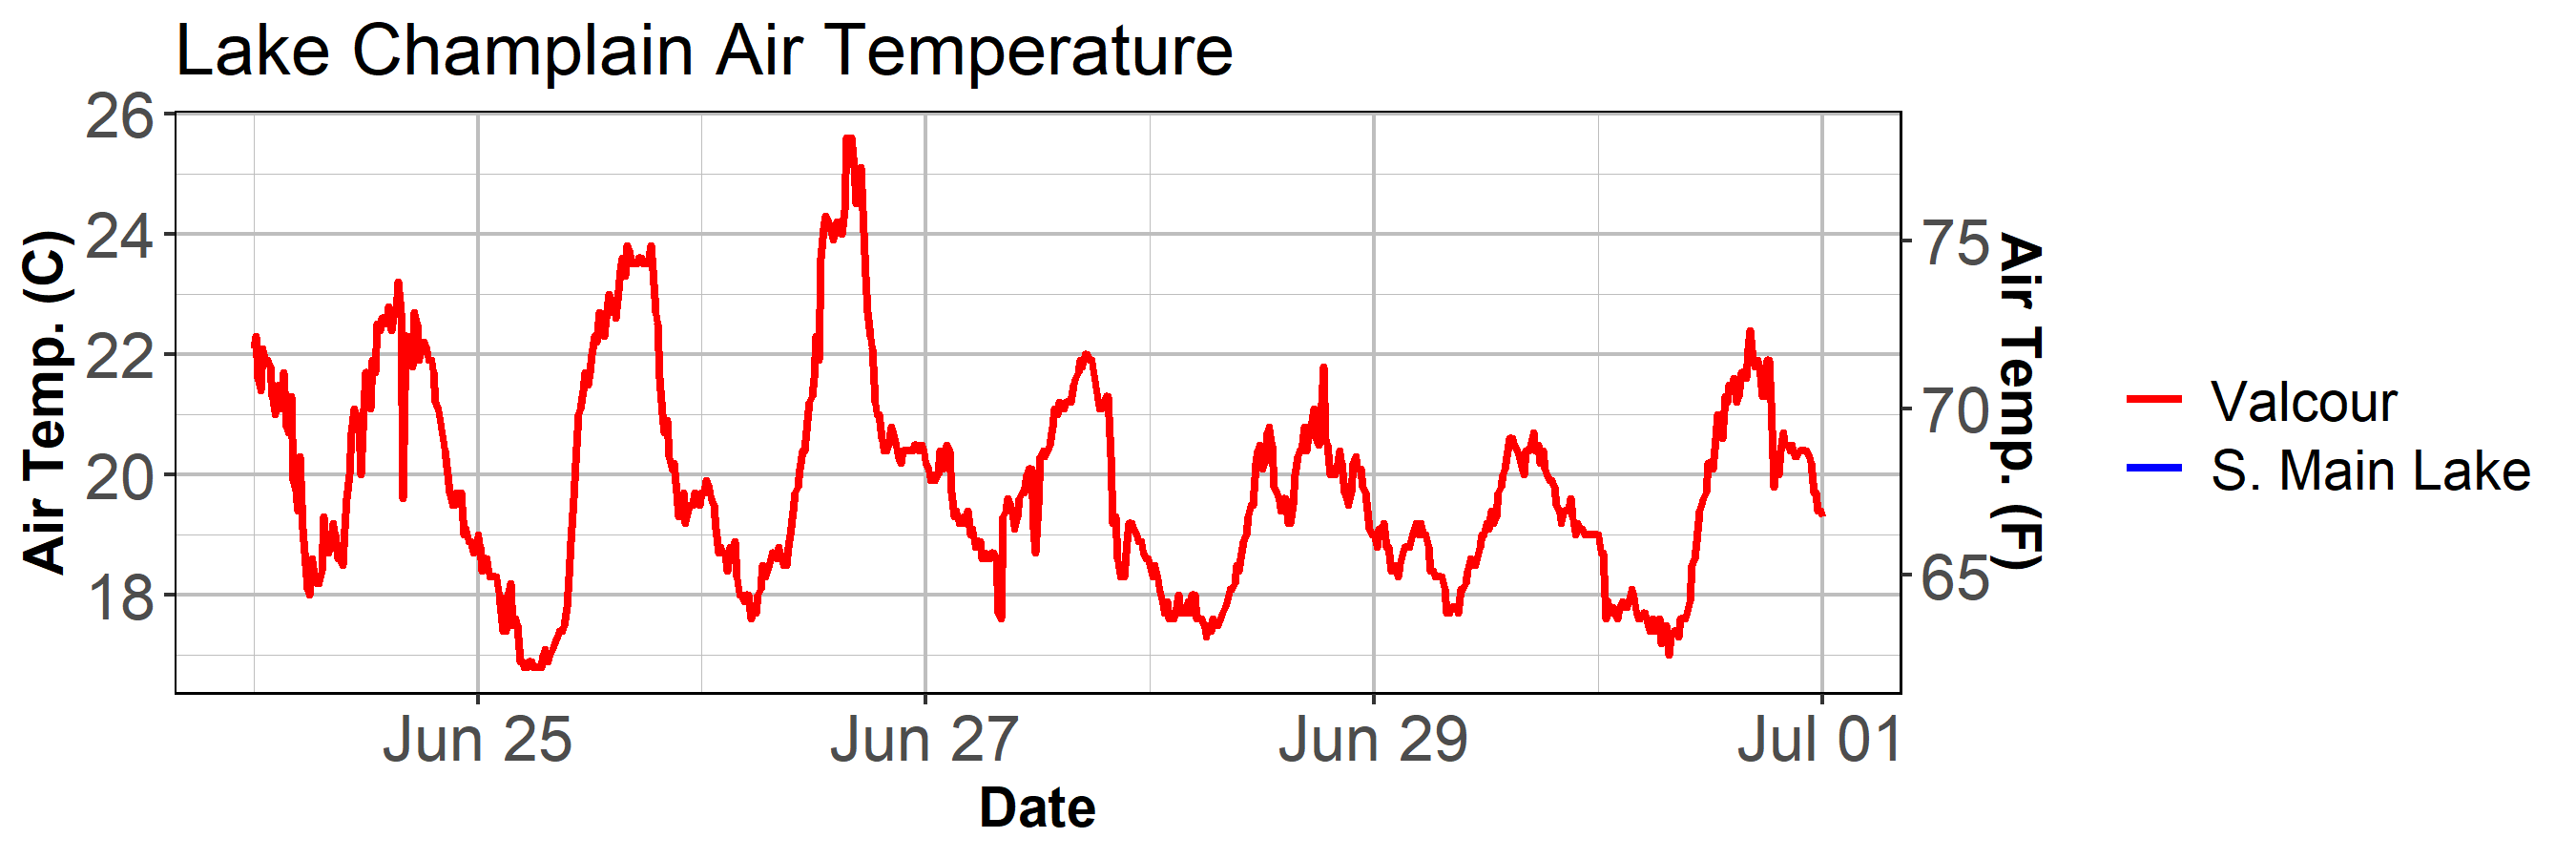 Lake Champlain Air Temperature
26
24
22
20
18
Air Temp. (C)
75
70
65
Air Temp. (F)
Jun 25
Jun 27
Jun 29
Jul 01
Date
Valcour
S. Main Lake